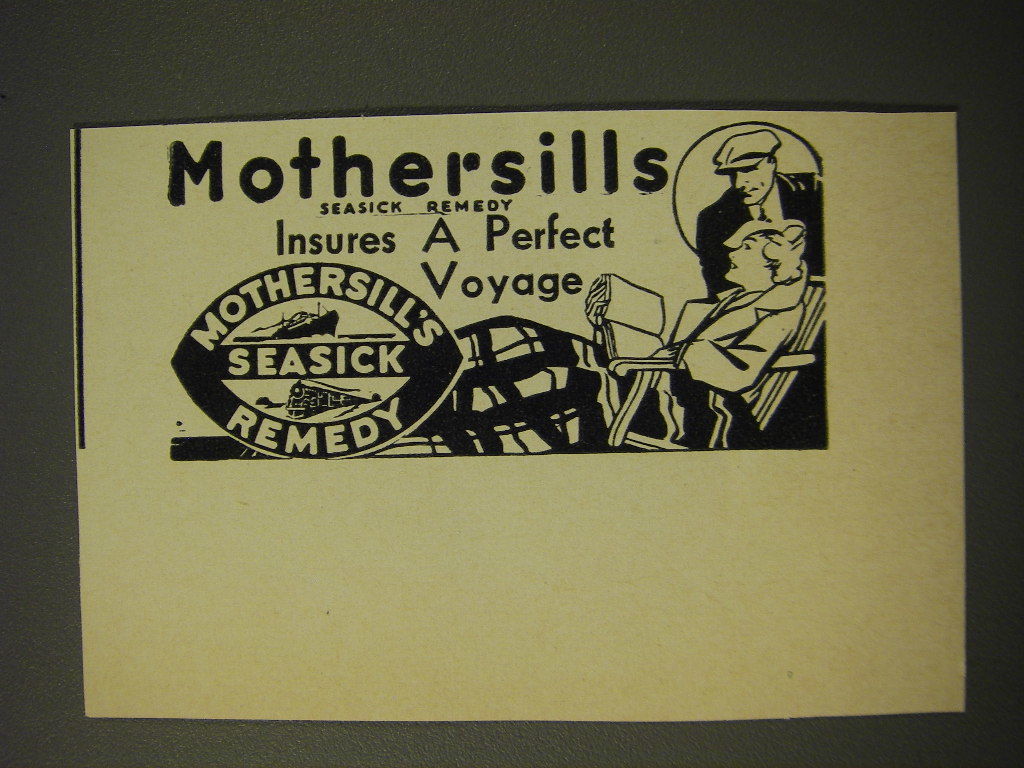 Mothersills
SEASICK REMEDY
Insures A Perfect
Voyage
MOTHERSILL'S
SEASICK
REMEDY